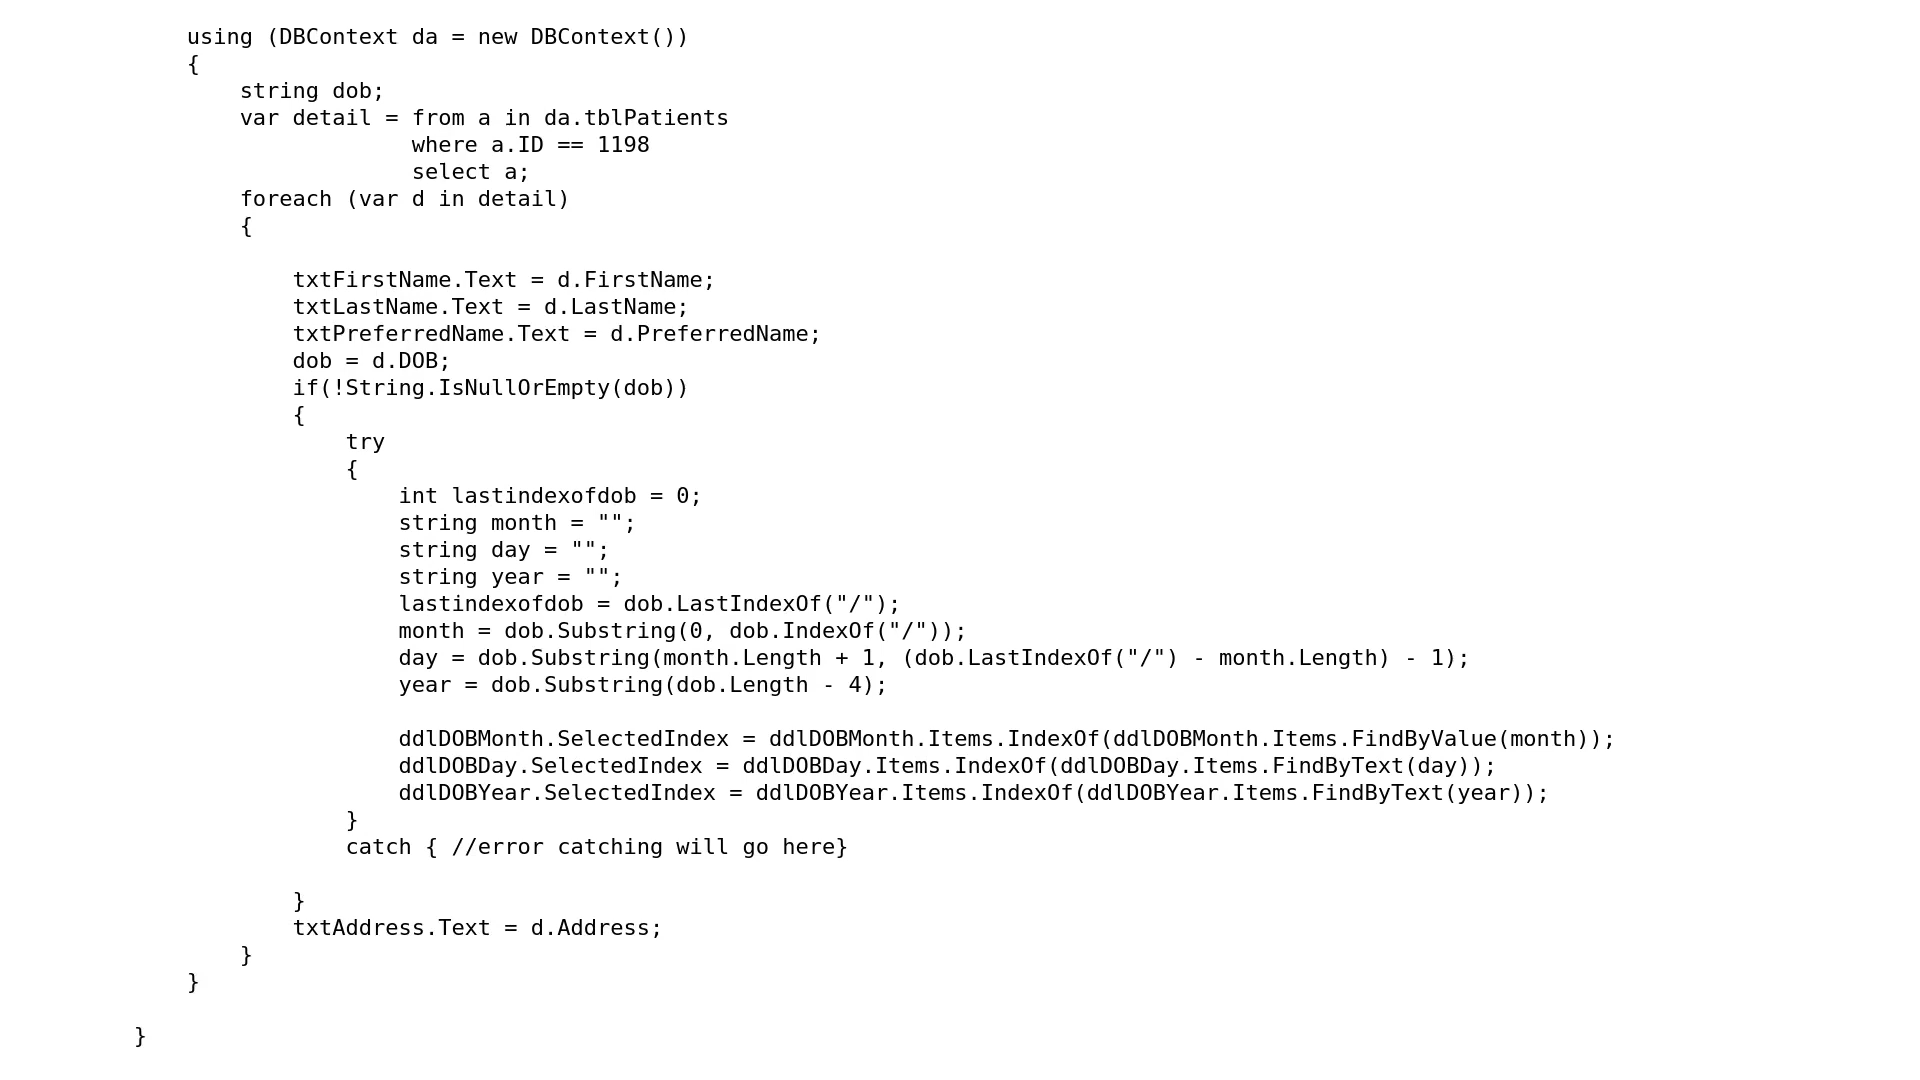 using (DBContext da = new DBContext())
{
string dob;
var detail = from a in da.tblPatients
where a.ID == 1198
select a;
foreach (var d in detail)
{
txtFirstName.Text = d.FirstName;
txtLastName.Text = d.LastName;
txtPreferredName.Text = d.PreferredName;
dob = d.DOB;
if(!String.IsNullOrEmpty(dob))
{
try
{
int lastindexofdob = 0;
string month = "";
string day = "";
string year = "";
lastindexofdob = dob.LastIndexOf("/");
month = dob.Substring(0, dob.IndexOf("/"));
day = dob.Substring(month.Length + 1, (dob.LastIndexOf("/") - month.Length) - 1);
year = dob.Substring(dob.Length - 4);
ddlDOBMonth.SelectedIndex = ddlDOBMonth.Items.IndexOf(ddlDOBMonth.Items.FindByValue(month));
ddlDOBDay.SelectedIndex = ddlDOBDay.Items.IndexOf(ddlDOBDay.Items.FindByText(day));
ddlDOBYear.SelectedIndex = ddlDOBYear.Items.IndexOf(ddlDOBYear.Items.FindByText(year));
}
catch { //error catching will go here}
}
txtAddress.Text = d.Address;
}
}
}